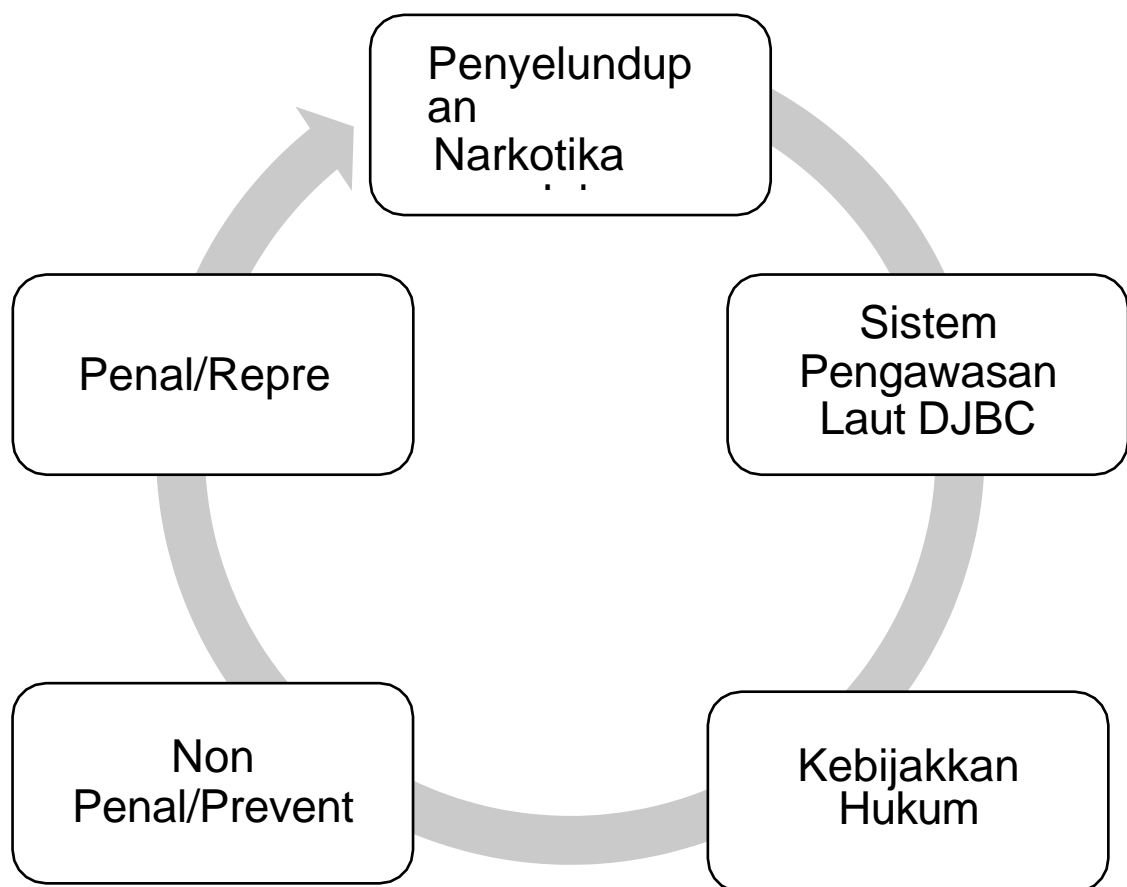 Penyelundup
an
Narkotika
Sistem
Pengawasan
Laut DJBC
Kebijakkan
Hukum
Non
Penal/Prevent
Penal/Repre